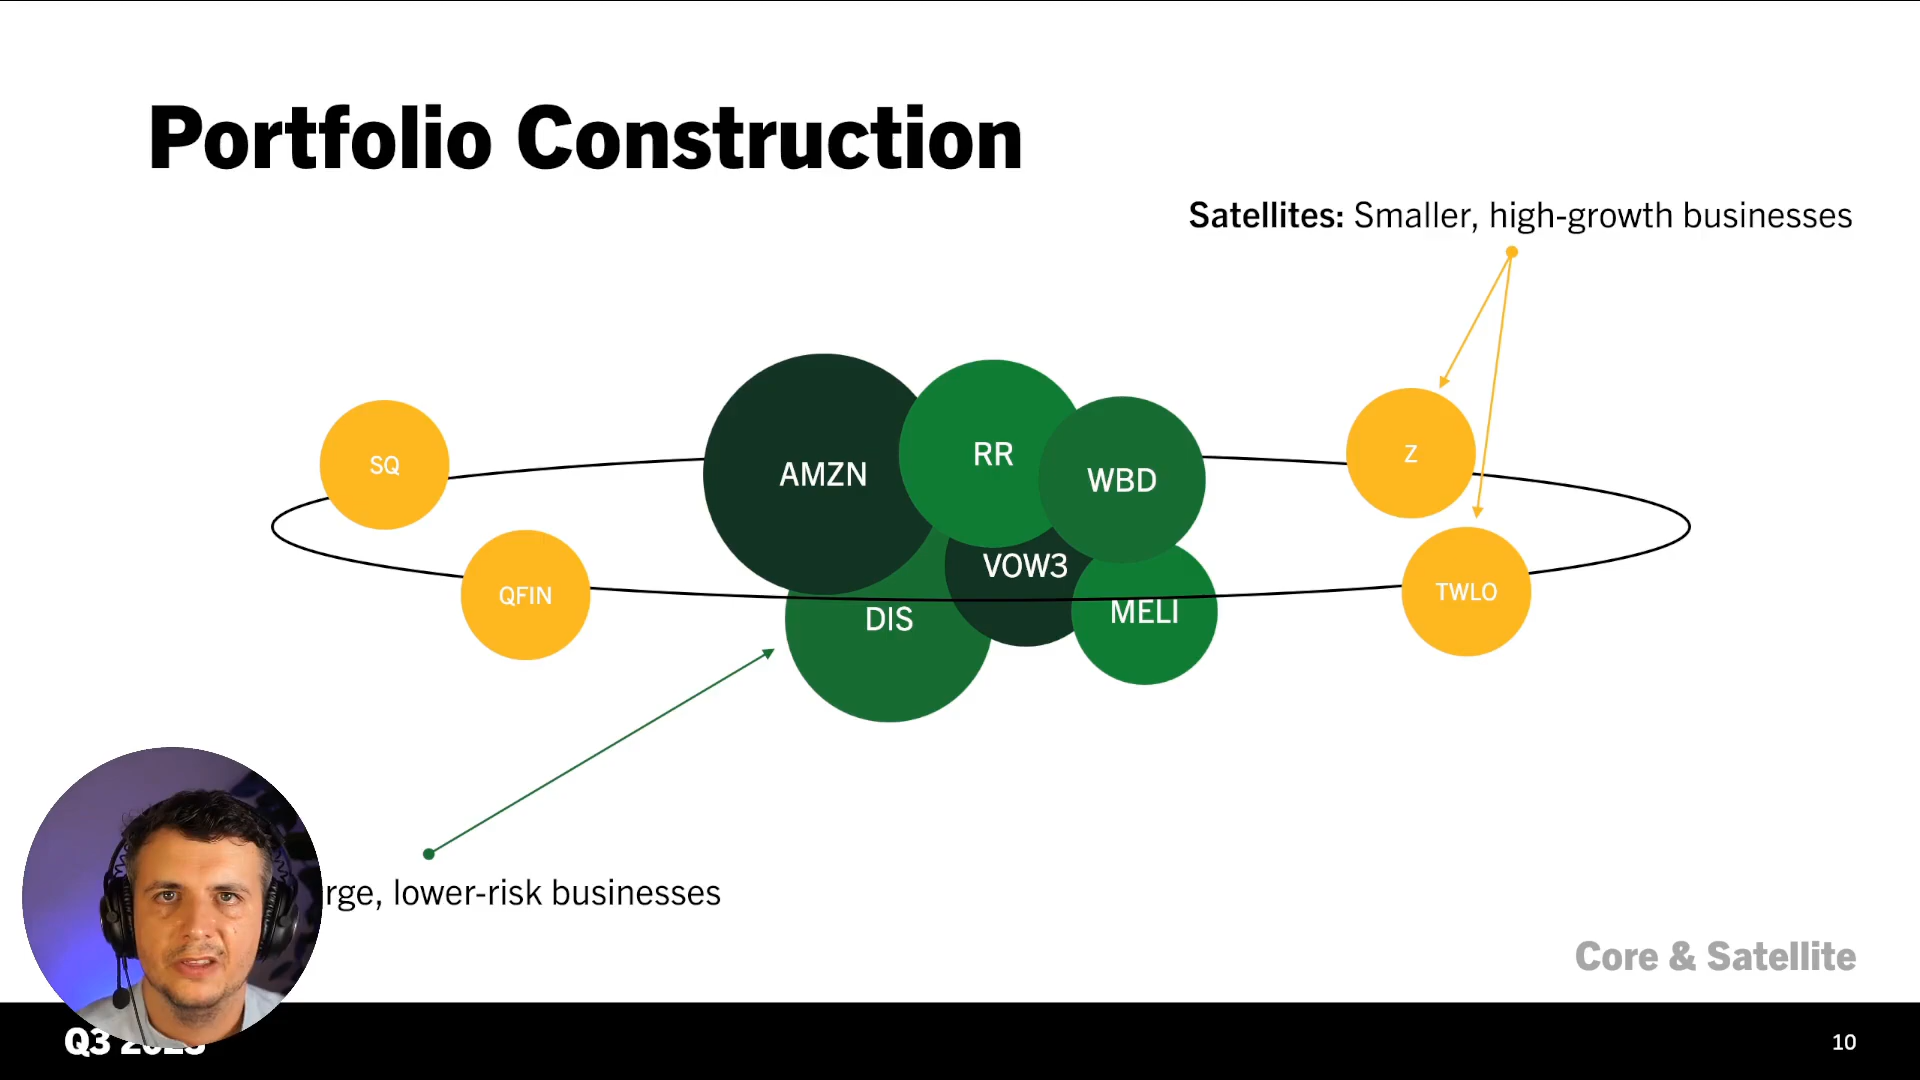 Portfolio Construction
Satellites: Smaller, high-growth businesses
AMZN
RR
WBD
Z
SQ
VOW3
QFIN
TWLO
DIS
MELI
lower-risk businesses
Core & Satellite
Q3
10